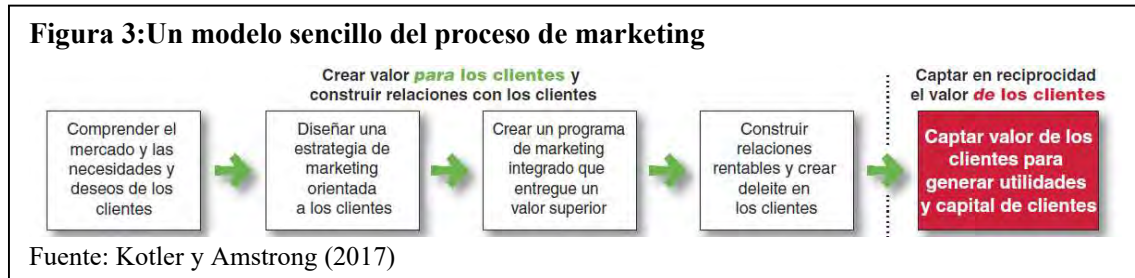 Figura 3:Un modelo sencillo del proceso de marketing
Crear valor para los clientes y
construir relaciones con los clientes
Captar en reciprocidad
el valor de los clientes
Comprender el
mercado y las
necesidades y
deseos de los
clientes
Diseñar una
estrategia de
marketing
orientada
a los clientes
Crear un programa
de marketing
integrado que
entregue un
valor superior
Construir
relaciones
rentables y crear
deleite en
los clientes
Captar valor de los
clientes para
generar utilidades
y capital de clientes
Fuente: Kotler y Amstrong (2017)